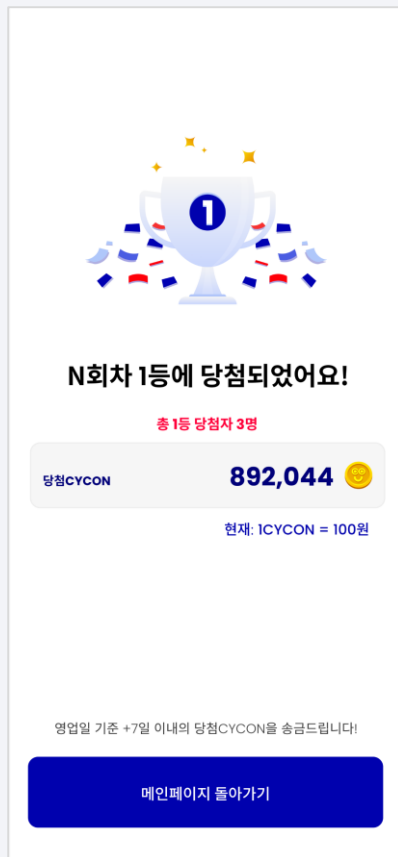 1
N회차 1등에 당첨되었어요!
총 1등 당첨자 3명
당첨CYCON 892,044
현재: 1CYCON = 100원
영업일 기준 +7일 이내의 당첨CYCON을 송금드립니다!
메인페이지 돌아가기